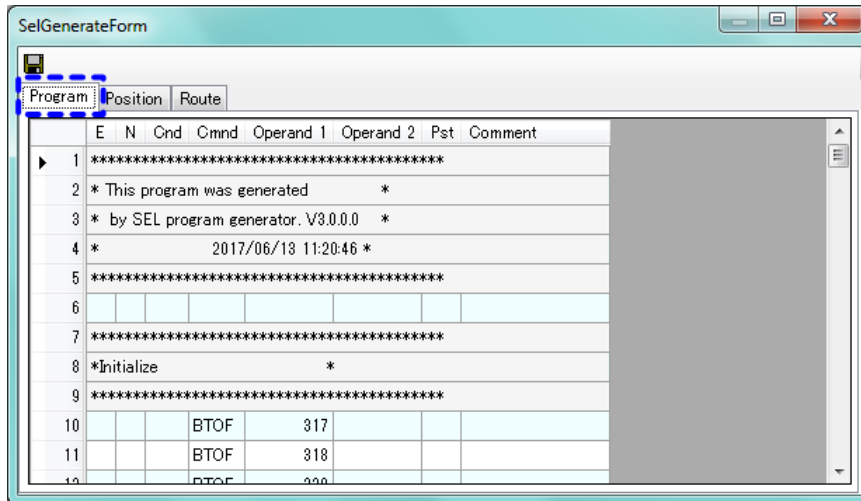 SelGenerateForm
Program Position Route
E N Cnd Cmnd Operand 1 Operand 2 Pst Comment
1 ******************************************
2 * This program was generated *
3 * by SEL program generator. V3.0.0.0 *
4 * 2017/06/13 11:20:46 *
5 ******************************************
6
7 ******************************************
8 *Initialize *
9 ******************************************
10 BTOF 317
11 BTOF 318